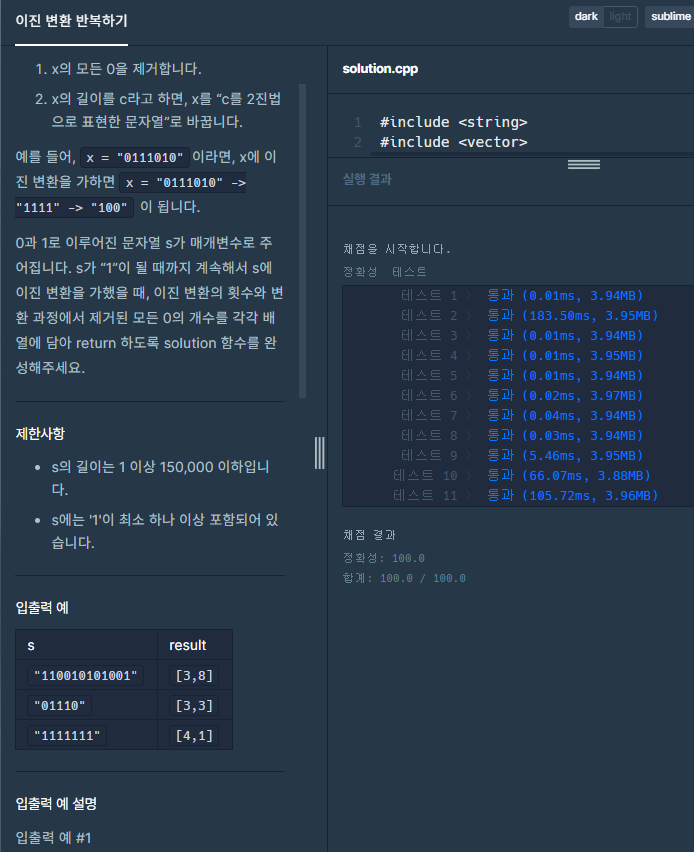 이진 변환 반복하기
dark light sublime
1. x의 모든 0을 제거합니다.
2. x의 길이를 c라고 하면, x를 “c를 2진법
으로 표현한 문자열”로 바꿉니다.
예를 들어, x = "0111010" 이라면, x에 이
진 변환을 가하면 x = "0111010" ->
"1111" -> "100" 이 됩니다.
0과 1로 이루어진 문자열 s가 매개변수로 주
어집니다. s가 “1”이 될 때까지 계속해서 s에
이진 변환을 가했을 때, 이진 변환의 횟수와 변
환 과정에서 제거된 모든 0의 개수를 각각 배
열에 담아 return 하도록 solution 함수를 완
성해주세요.
제한사항
• s의 길이는 1 이상 150,000 이하입니
다.
• s에는 '1'이 최소 하나 이상 포함되어 있
습니다.
입출력 예
s result
"110010101001" [3,8]
"01110" [3,3]
"1111111" [4,1]
입출력 예 설명
입출력 예 #1
solution.cpp
1 #include <string>
2 #include <vector>
실행 결과
채점을 시작합니다.
정확성 테스트
테스트 1 〉 통과 (0.01ms, 3.94MB)
테스트 2 〉 통과 (183.50ms, 3.95MB)
테스트 3 〉 통과 (0.01ms, 3.94MB)
테스트 4 〉 통과 (0.01ms, 3.95MB)
테스트 5 〉 통과 (0.01ms, 3.94MB)
테스트 6 〉 통과 (0.02ms, 3.97MB)
테스트 7 〉 통과 (0.04ms, 3.94MB)
테스트 8 〉 통과 (0.03ms, 3.94MB)
테스트 9 〉 통과 (5.46ms, 3.95MB)
테스트 10 〉 통과 (66.07ms, 3.88MB)
테스트 11 〉 통과 (105.72ms, 3.96MB)
채점 결과
정확성: 100.0
합계: 100.0 / 100.0